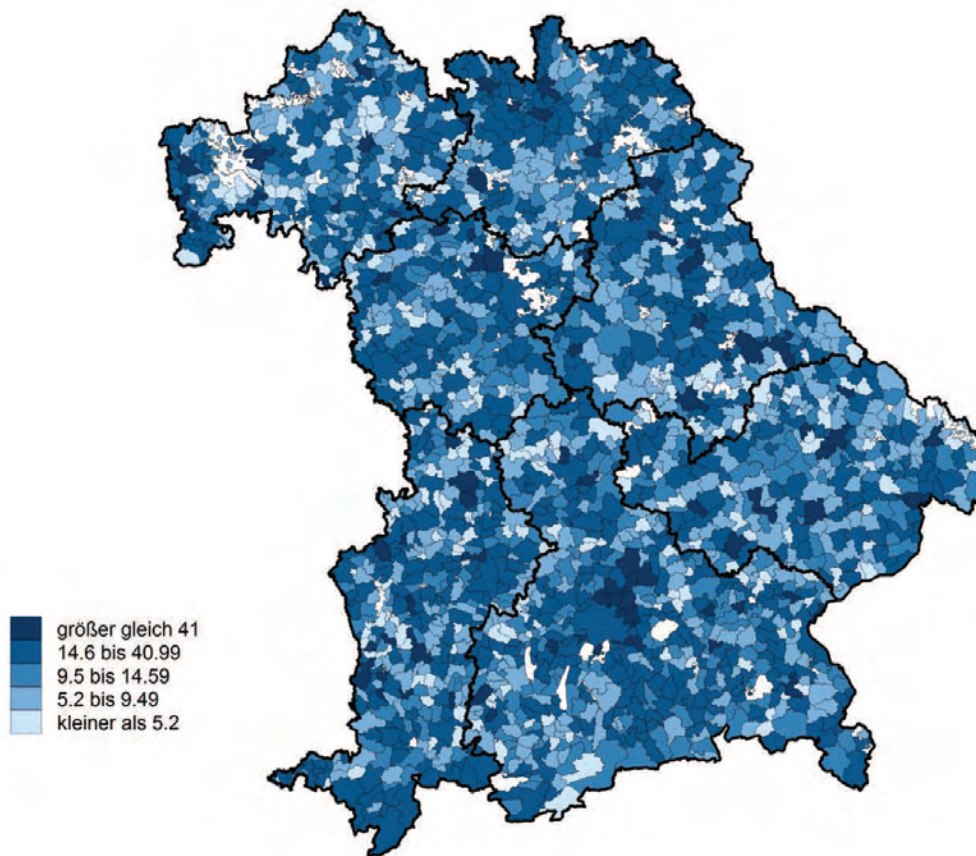 größer gleich 41
14.6 bis 40.99
9.5 bis 14.59
5.2 bis 9.49
kleiner als 5.2